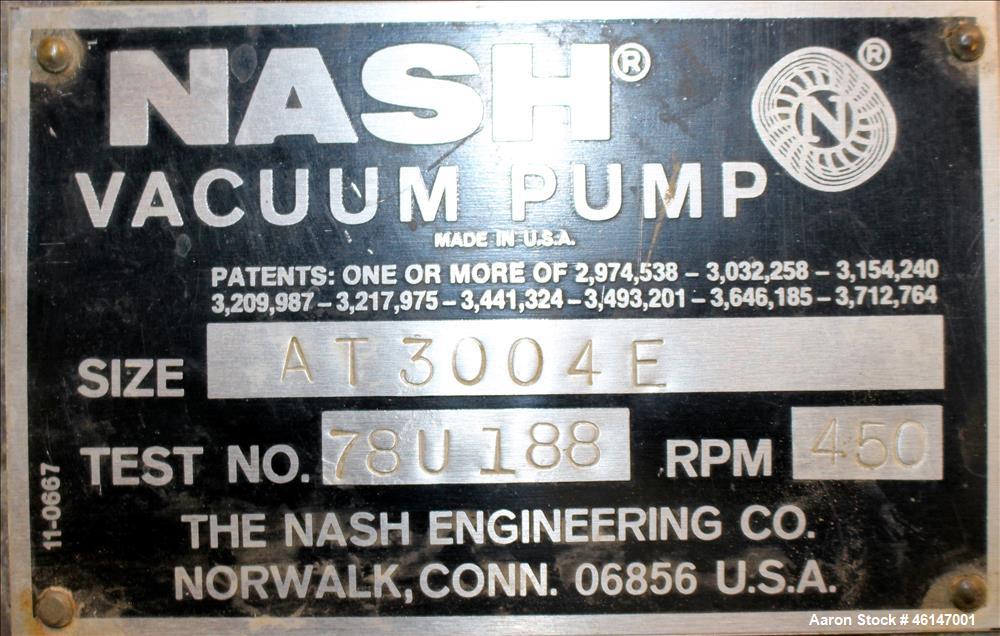 NASH®
N ®
VACUUM PUMP
MADE IN U.S.A.
PATENTS: ONE OR MORE OF 2,974,538 – 3,032,258 – 3,154,240
3,209,987 – 3,217,975 – 3,441,324 – 3,493,201 – 3,646,185 – 3,712,764
SIZE AT3004E
TEST NO. 78U188 RPM 450
11-0667
THE NASH ENGINEERING CO.
NORWALK, CONN. 06856 U.S.A.
Aaron Stock # 46147001